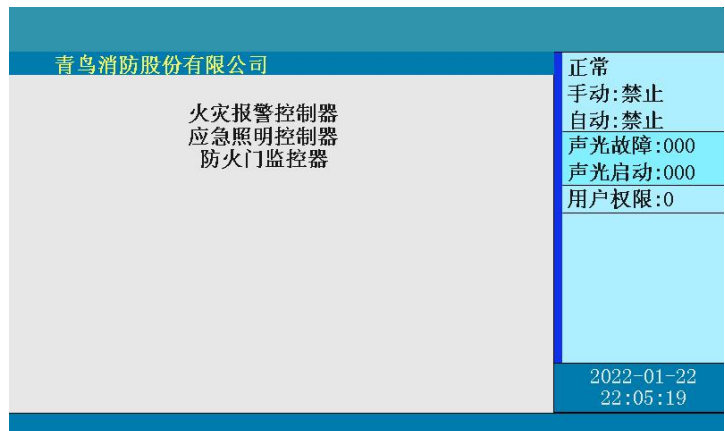 青鸟消防股份有限公司
火灾报警控制器
应急照明控制器
防火门监控器
正常
手动:禁止
自动:禁止
声光故障:000
声光启动:000
用户权限:0
2022-01-22
22:05:19